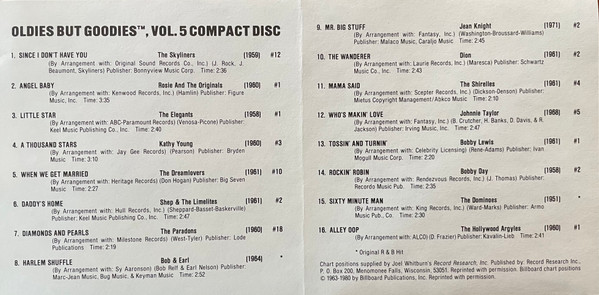 OLDIES BUT GOODIES™, VOL. 5 COMPACT DISC
1. SINCE I DON'T HAVE YOU The Skyliners (1959) #12
(By Arrangement with: Original Sound Records Co., Inc.) (J. Rock, J.
Beaumont, Skyliners) Publisher: Bonnyview Music Corp. Time: 2:36
2. ANGEL BABY Rosie And The Originals (1960) #1
(By Arrangement with: Kenwood Records, Inc.) (Hamlin) Publisher: Figure
Music, Inc. Time: 3:35
3. LITTLE STAR The Elegants (1958) #1
(By Arrangement with: ABC-Paramount Records) (Venosa-Picone) Publisher:
Keel Music Publishing Co., Inc. Time: 2:40
4. A THOUSAND STARS Kathy Young (1960) #3
(By Arrangement with: Jay Gee Records) (Pearson) Publisher: Bryden
Music Time: 3:10
5. WHEN WE GET MARRIED The Dreamlovers (1961) #10
(By Arrangement with: Heritage Records) (Don Hogan) Publisher: Big Seven
Music Time: 2:27
6. DADDY'S HOME Shep & The Limelites (1961) #2
(By Arrangement with: Hull Records, Inc.) (Sheppard-Basset-Baskerville)
Publisher: Keel Music Publishing Co., Inc. Time: 2:47
7. DIAMONDS AND PEARLS The Paradons (1960) #18
(By Arrangement with: Milestone Records) (West-Tyler) Publisher: Lode
Publications Time: 2:19
8. HARLEM SHUFFLE Bob & Earl (1964) *
(By Arrangement with: Sy Aaronson) (Bob Relf & Earl Nelson) Publisher:
Marc-Jean Music, Bug Music, & Keyman Music Time: 2:52
9. MR. BIG STUFF Jean Knight (1971) #2
(By Arrangement with: Fantasy, Inc.) (Washington-Broussard-Williams)
Publisher: Malaco Music, Caraljo Music Time: 2:45
10. THE WANDERER Dion (1961) #2
(By Arrangement with: Laurie Records, Inc.) (Maresca) Publisher: Schwartz
Music Co., Inc. Time: 2:43
11. MAMA SAID The Shirelles (1961) #4
(By Arrangement with: Scepter Records, Inc.) (Dickson-Denson) Publisher:
Mietus Copyright Management/Abkco Music Time: 2:10
12. WHO'S MAKIN' LOVE Johnnie Taylor (1968) #5
(By Arrangement with: Fantasy, Inc.) (B. Crutcher, H. Banks, D. Davis, & R.
Jackson) Publisher: Irving Music, Inc. Time: 2:47
13. TOSSIN' AND TURNIN' Bobby Lewis (1961) #1
(By Arrangement with: Celebrity Licensing) (Rene-Adams) Publisher: Ivan
Mogull Music Corp. Time: 2:20
14. ROCKIN' ROBIN Bobby Day (1958) #2
(By Arrangement with: Rendezvous Records, Inc.) (J. Thomas) Publisher:
Recordo Music Pub. Time: 2:35
15. SIXTY MINUTE MAN The Dominoes (1951) *
(By Arrangement with: King Records, Inc.) (Ward-Marks) Publisher: Armo
Music Pub., Co. Time: 2:30
16. ALLEY OOP The Hollywood Argyles (1960) #1
(By Arrangement with: ALCO) (D. Frazier) Publisher: Kavalin-Lieb Time: 2:41
* Original R & B Hit
Chart positions supplied by Joel Whitburn's Record Research, Inc. Published by: Record Research Inc.,
P. O. Box 200, Menomonee Falls, Wisconsin, 53051. Reprinted with permission. Billboard chart positions
© 1963-1980 by Billboard Publications, Inc. Reprinted with permission.